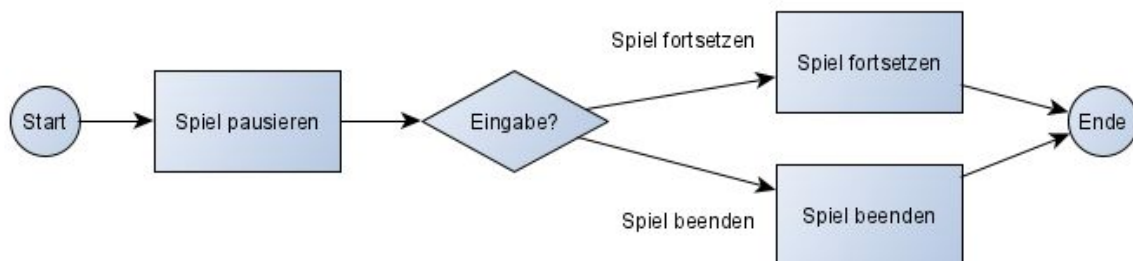 Start
Spiel pausieren
Eingabe?
Spiel fortsetzen
Spiel fortsetzen
Spiel beenden
Spiel beenden
Ende